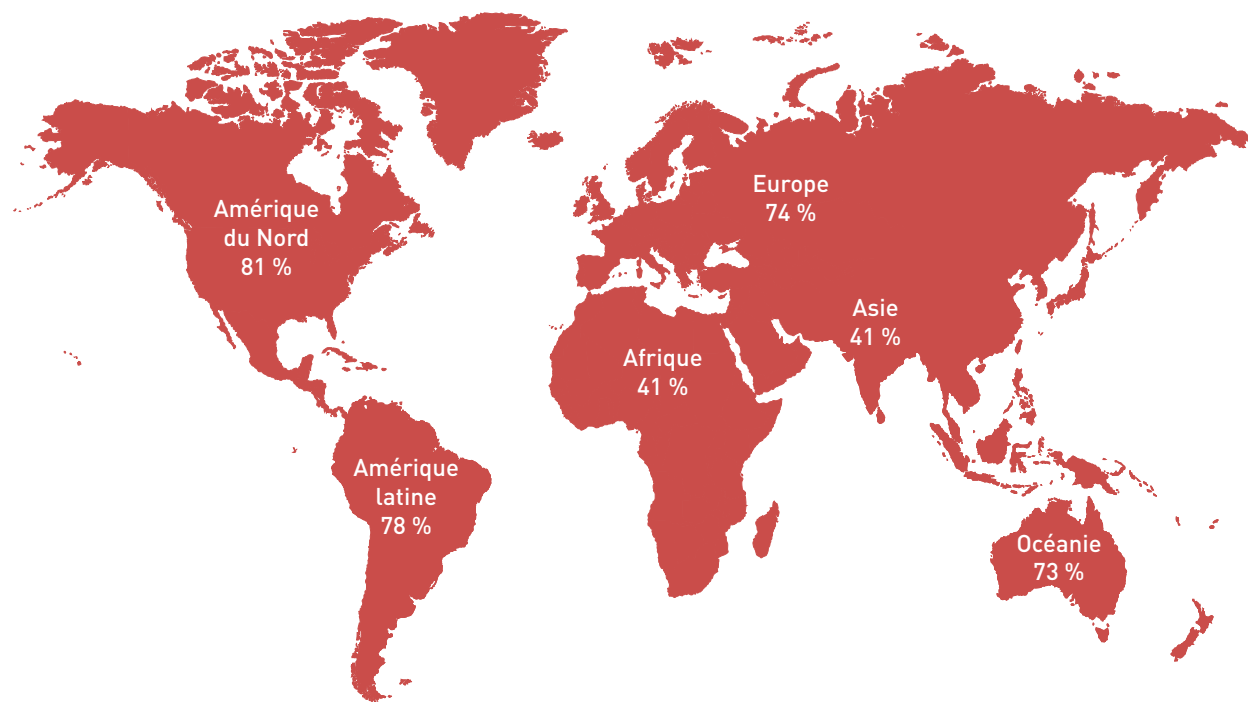 Amérique
du Nord
81 %
Europe
74 %
Asie
41 %
Afrique
41 %
Amérique
latine
78 %
Océanie
73 %